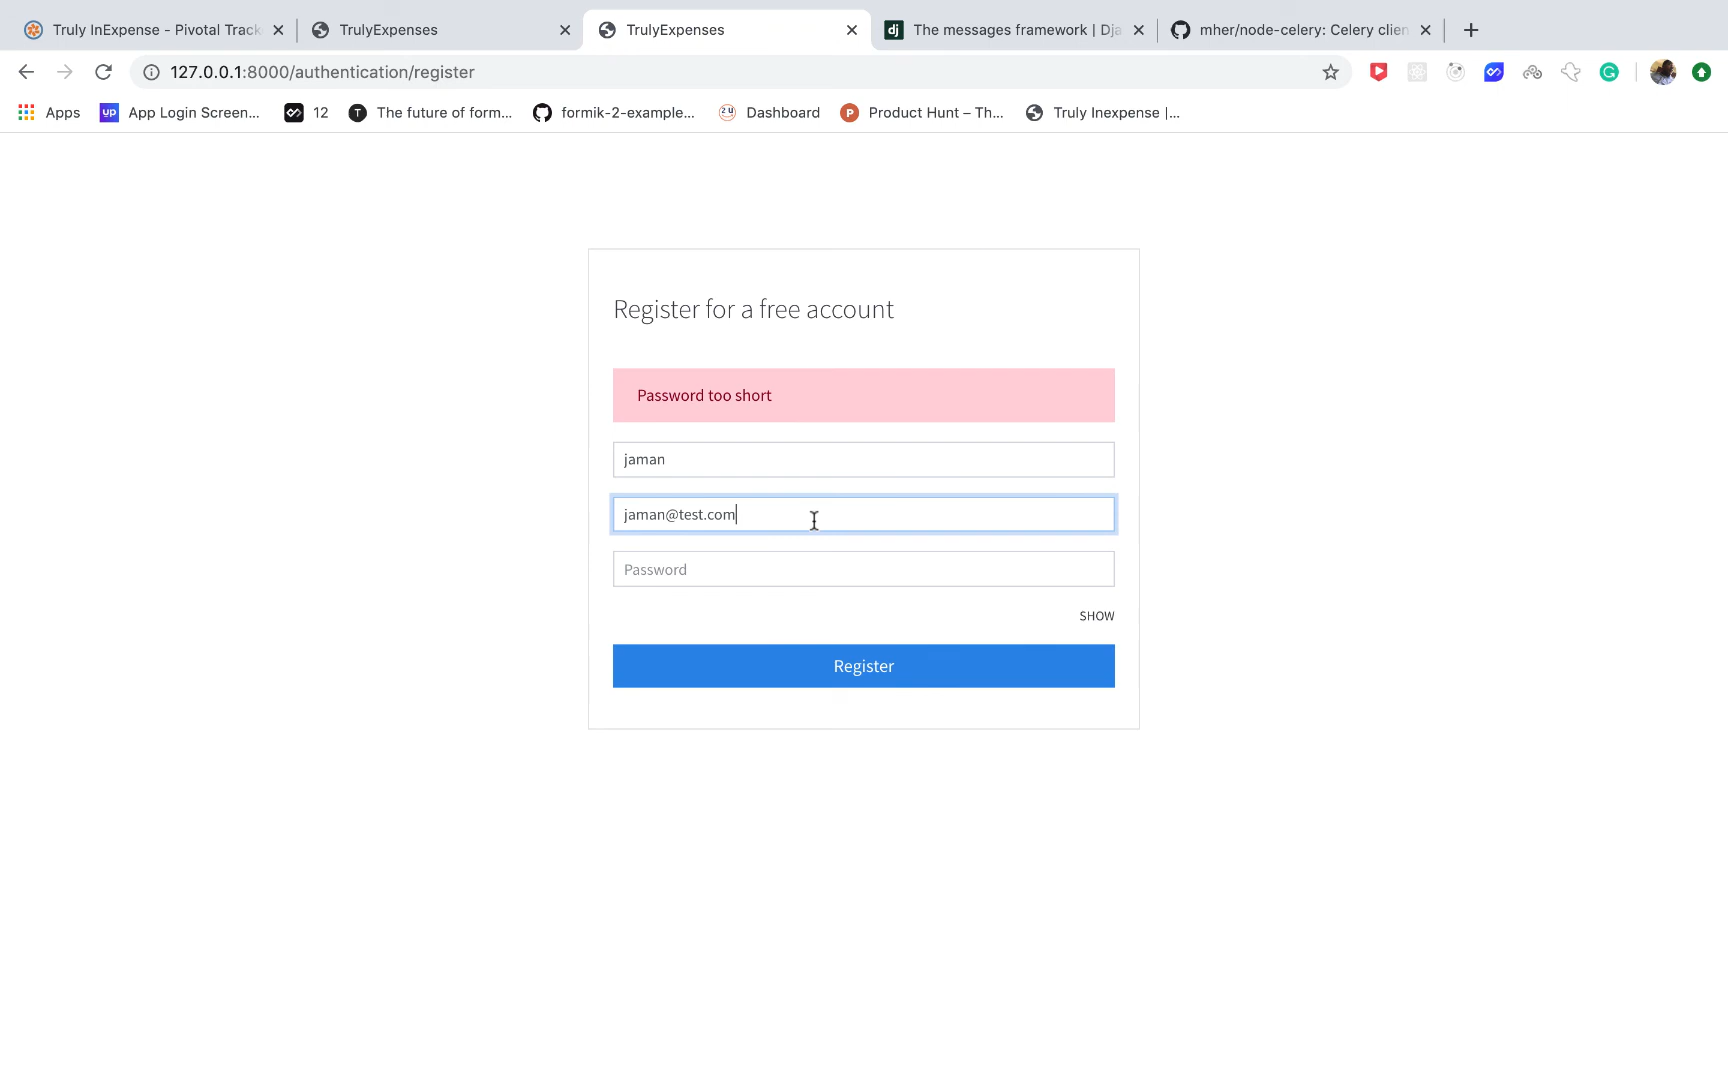 Truly InExpense - Pivotal Track
TrulyExpenses
TrulyExpenses
The messages framework | Dja
mher/node-celery: Celery clien
127.0.0.1:8000/authentication/register
Apps
App Login Screen...
12
The future of form...
formik-2-example...
Dashboard
Product Hunt – Th...
Truly Inexpense |...
Register for a free account
Password too short
jaman
jaman@test.com
Password
SHOW
Register